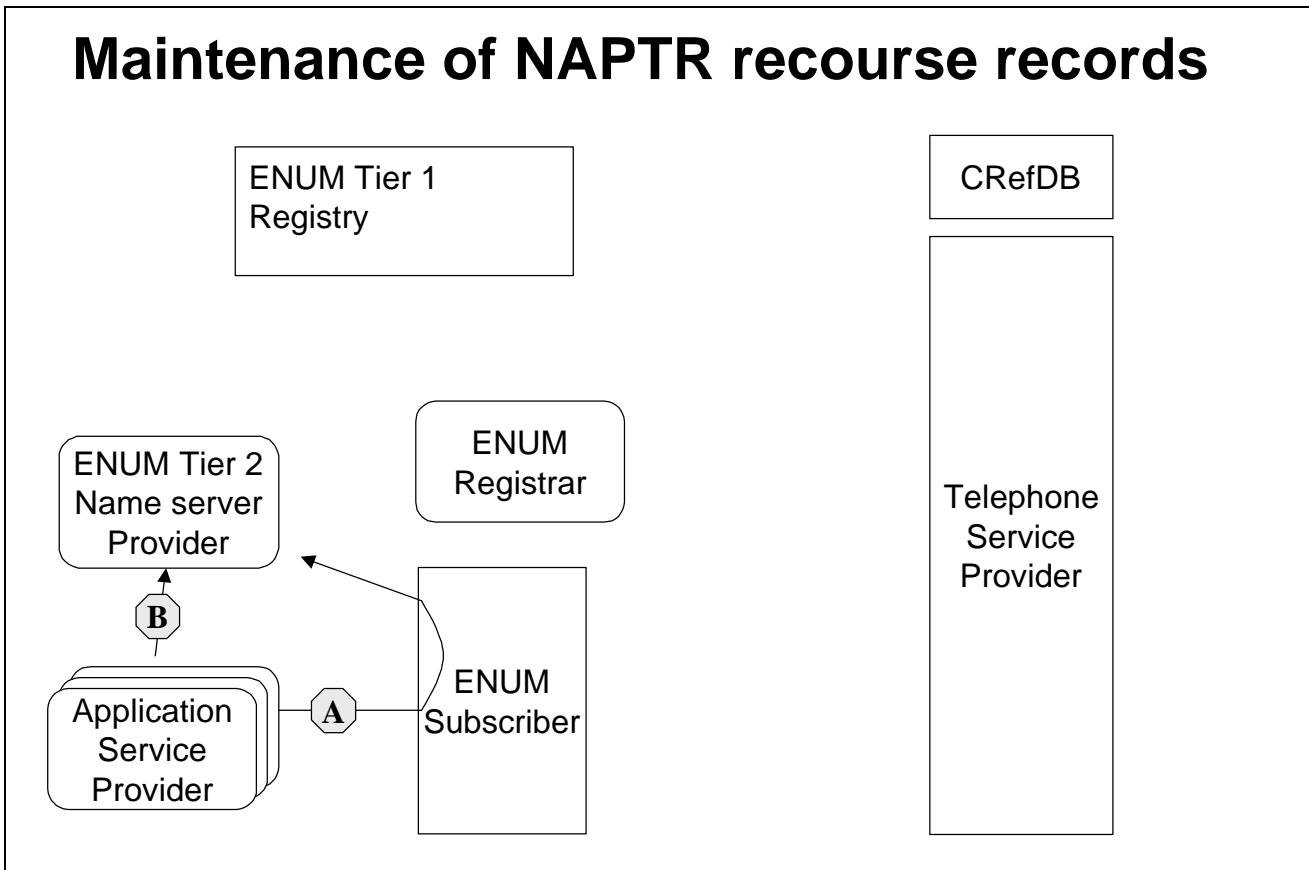 Maintenance of NAPTR recourse records
ENUM Tier 1
Registry
CRefDB
ENUM
Registrar
ENUM Tier 2
Name server
Provider
Telephone
Service
Provider
B
A
ENUM
Subscriber
Application
Service
Provider